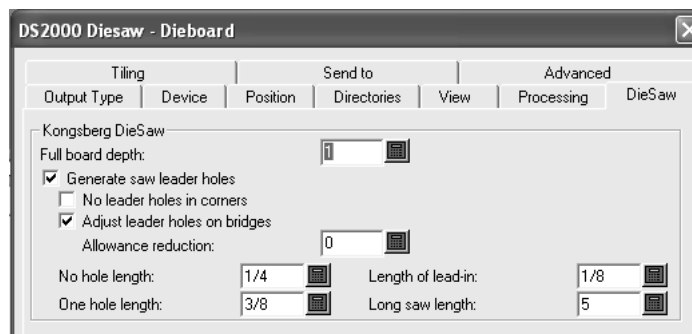 DS2000 Diesaw - Dieboard
Tiling Send to Advanced
Output Type Device Position Directories View Processing DieSaw
Kongsberg DieSaw
Full board depth: 1
Generate saw leader holes
No leader holes in corners
Adjust leader holes on bridges
Allowance reduction: 0
No hole length: 1/4 Length of lead-in: 1/8
One hole length: 3/8 Long saw length: 5